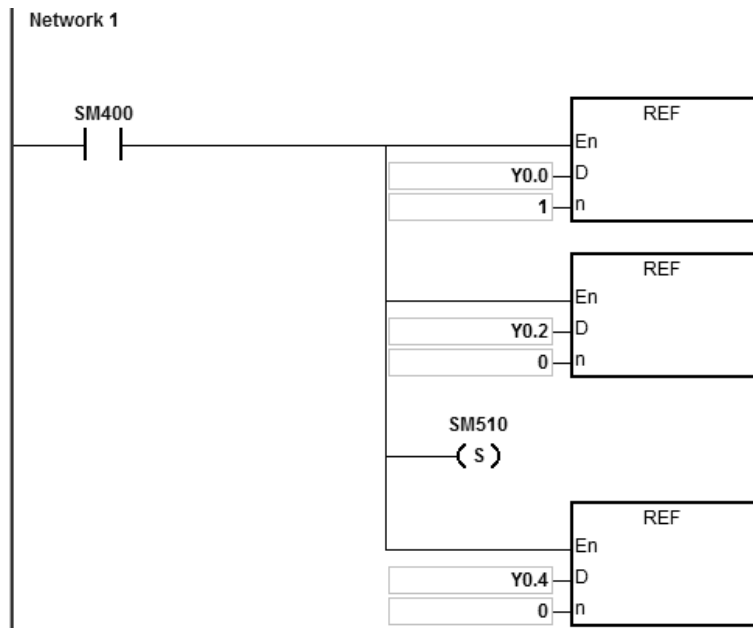 Network 1
SM400
REF
En
Y0.0 D
1 n
REF
En
Y0.2 D
0 n
SM510
S
REF
En
Y0.4 D
0 n